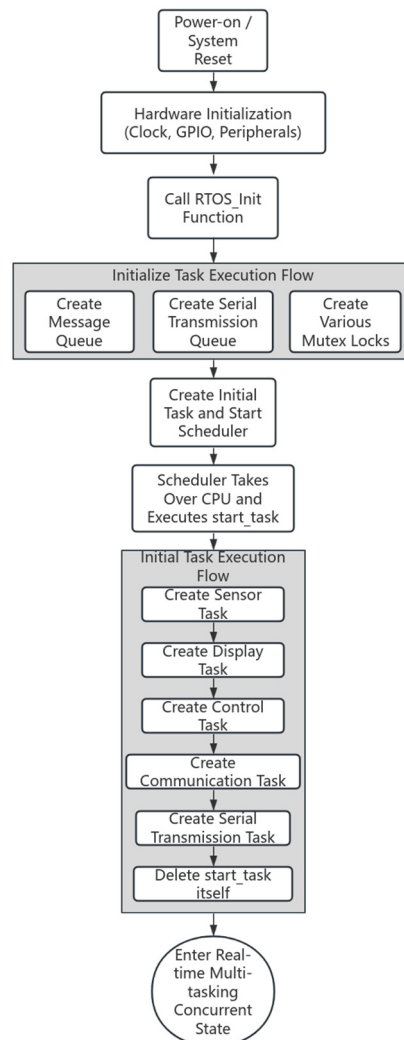 Power-on /
System
Reset
Hardware Initialization
(Clock, GPIO, Peripherals)
Call RTOS_Init
Function
Initialize Task Execution Flow
Create
Message
Queue
Create Serial
Transmission
Queue
Create
Various
Mutex Locks
Create Initial
Task and Start
Scheduler
Scheduler Takes
Over CPU and
Executes start_task
Initial Task Execution
Flow
Create Sensor
Task
Create Display
Task
Create Control
Task
Create
Communication Task
Create Serial
Transmission Task
Delete start_task
itself
Enter Real-
time Multi-
tasking
Concurrent
State